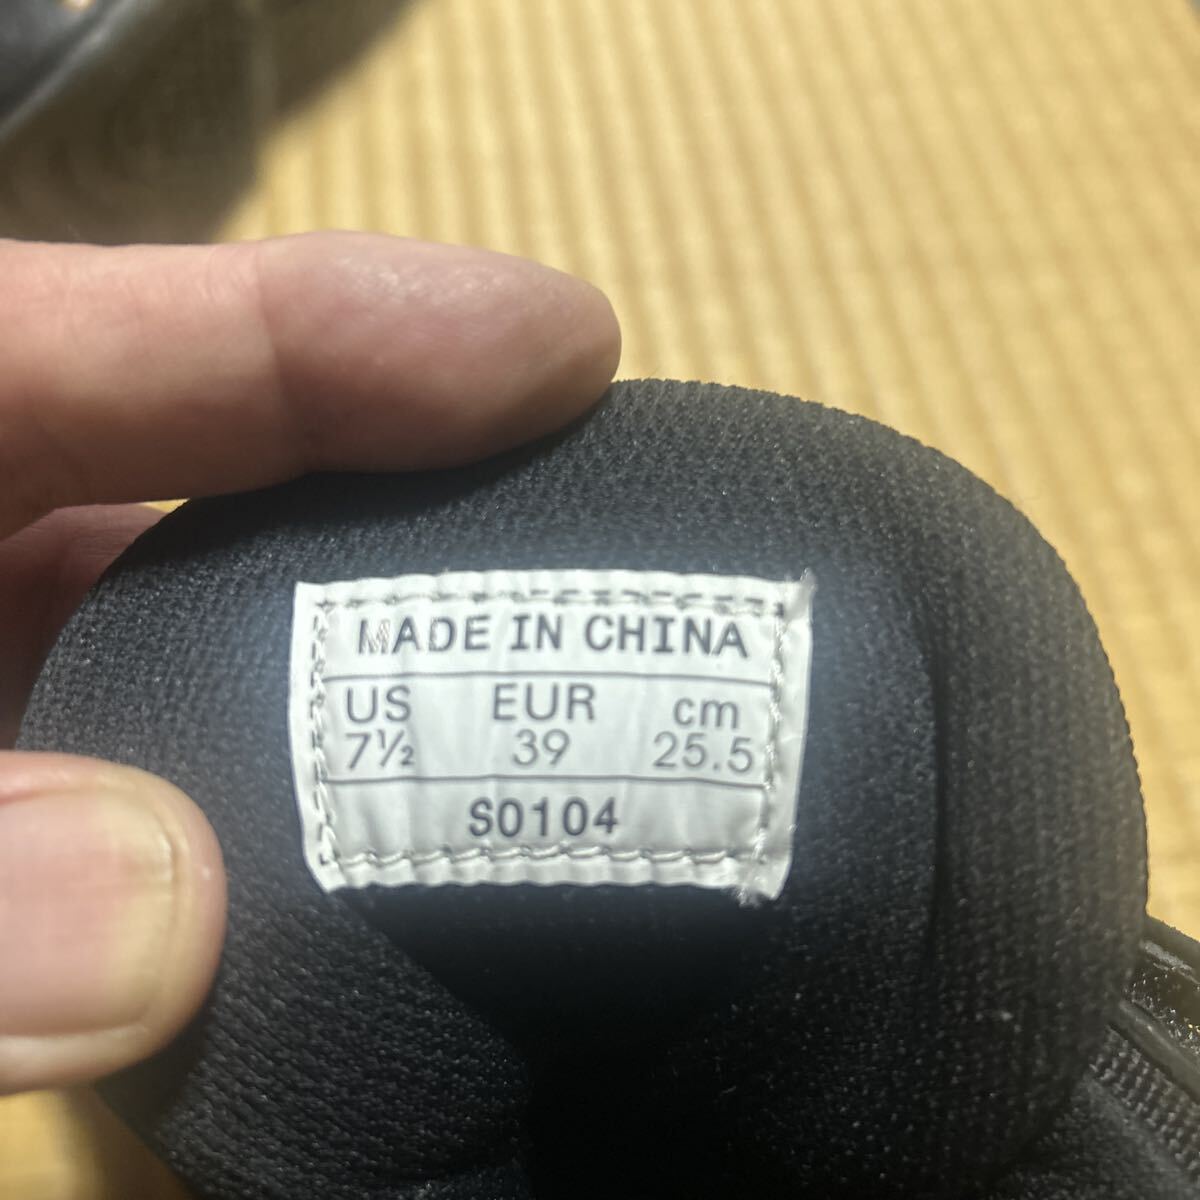 MADE IN CHINA
US EUR cm
7½ 39 25.5
S0104